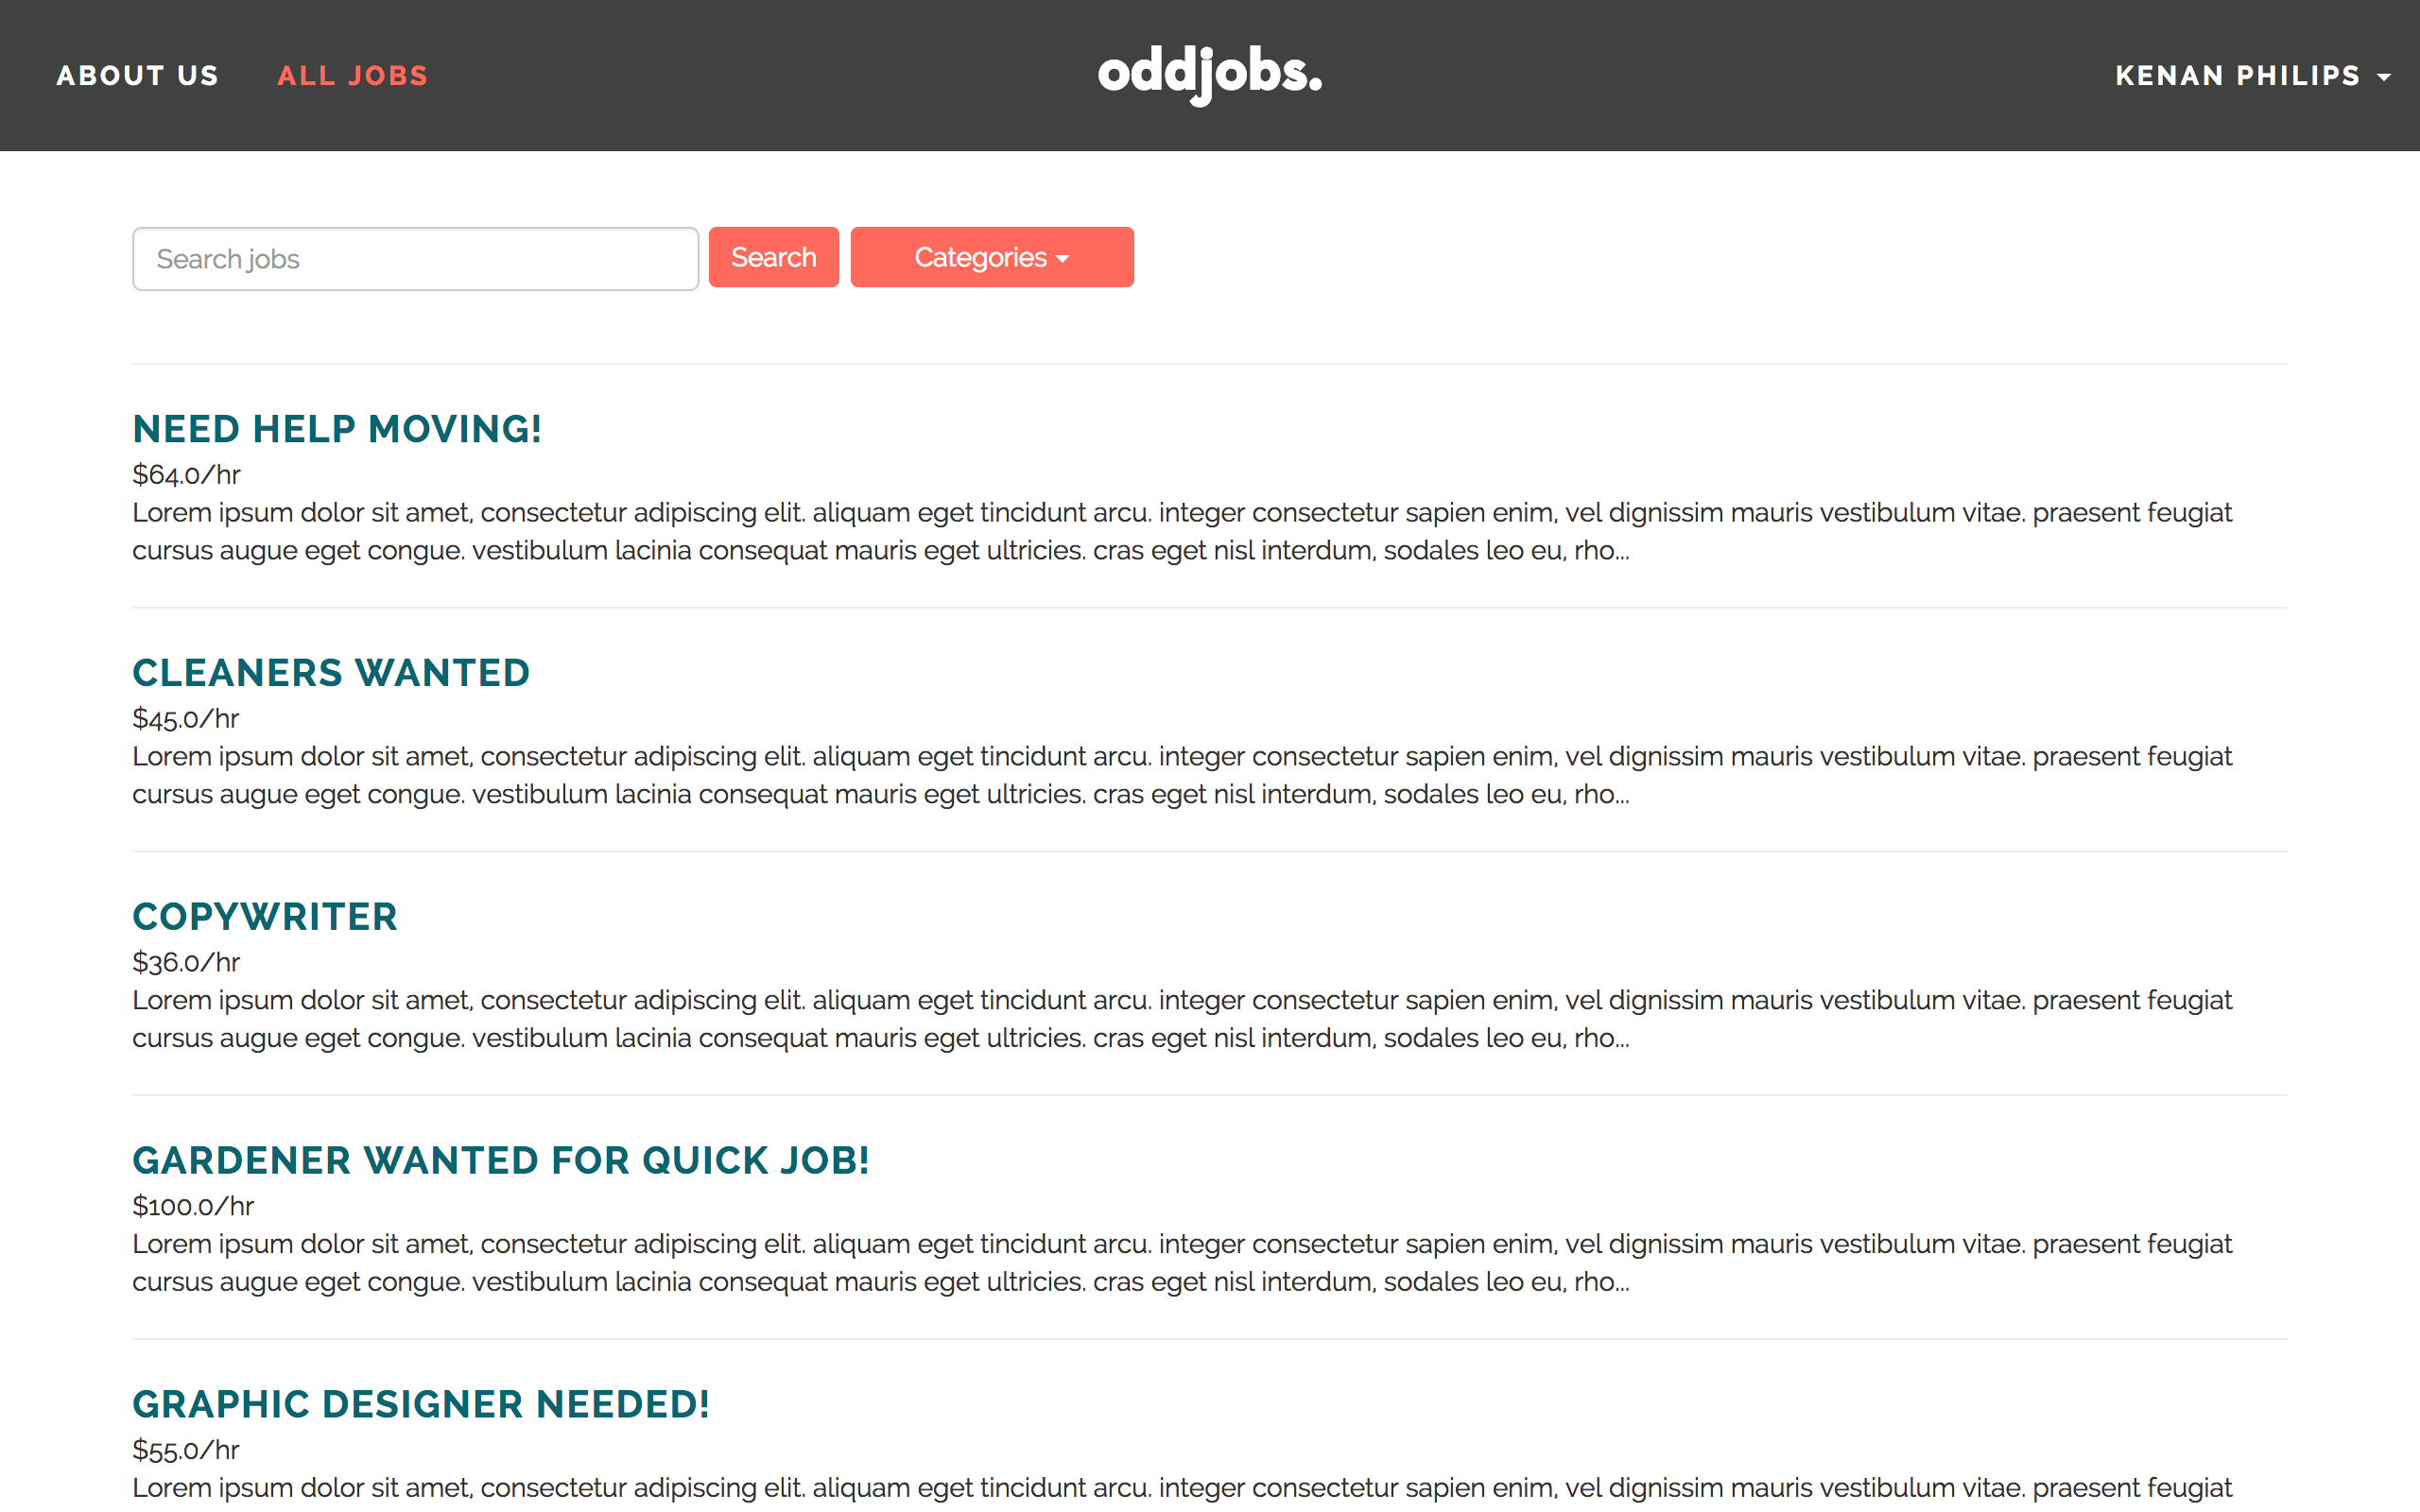 ABOUT US ALL JOBS oddjobs. KENAN PHILIPS
Search jobs Search Categories
NEED HELP MOVING!
$64.0/hr
Lorem ipsum dolor sit amet, consectetur adipiscing elit. aliquam eget tincidunt arcu. integer consectetur sapien enim, vel dignissim mauris vestibulum vitae. praesent feugiat
cursus augue eget congue. vestibulum lacinia consequat mauris eget ultricies. cras eget nisl interdum, sodales leo eu, rho...
CLEANERS WANTED
$45.0/hr
Lorem ipsum dolor sit amet, consectetur adipiscing elit. aliquam eget tincidunt arcu. integer consectetur sapien enim, vel dignissim mauris vestibulum vitae. praesent feugiat
cursus augue eget congue. vestibulum lacinia consequat mauris eget ultricies. cras eget nisl interdum, sodales leo eu, rho...
COPYWRITER
$36.0/hr
Lorem ipsum dolor sit amet, consectetur adipiscing elit. aliquam eget tincidunt arcu. integer consectetur sapien enim, vel dignissim mauris vestibulum vitae. praesent feugiat
cursus augue eget congue. vestibulum lacinia consequat mauris eget ultricies. cras eget nisl interdum, sodales leo eu, rho...
GARDENER WANTED FOR QUICK JOB!
$100.0/hr
Lorem ipsum dolor sit amet, consectetur adipiscing elit. aliquam eget tincidunt arcu. integer consectetur sapien enim, vel dignissim mauris vestibulum vitae. praesent feugiat
cursus augue eget congue. vestibulum lacinia consequat mauris eget ultricies. cras eget nisl interdum, sodales leo eu, rho...
GRAPHIC DESIGNER NEEDED!
$55.0/hr
Lorem ipsum dolor sit amet, consectetur adipiscing elit. aliquam eget tincidunt arcu. integer consectetur sapien enim, vel dignissim mauris vestibulum vitae. praesent feugiat